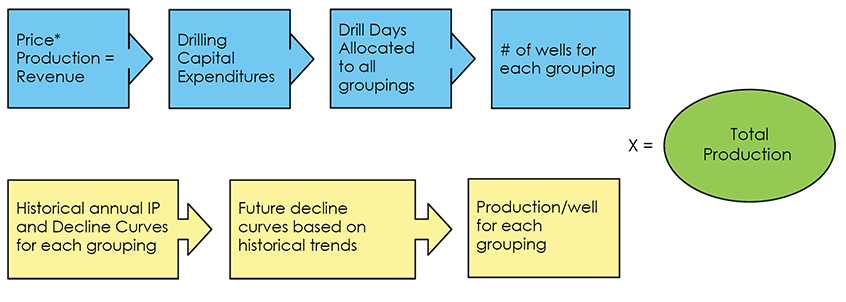 Price*
Production =
Revenue
Drilling
Capital
Expenditures
Drill Days
Allocated
to all
groupings
# of wells for
each grouping
X =
Total
Production
Historical annual IP
and Decline Curves
for each grouping
Future decline
curves based on
historical trends
Production/well
for each
grouping